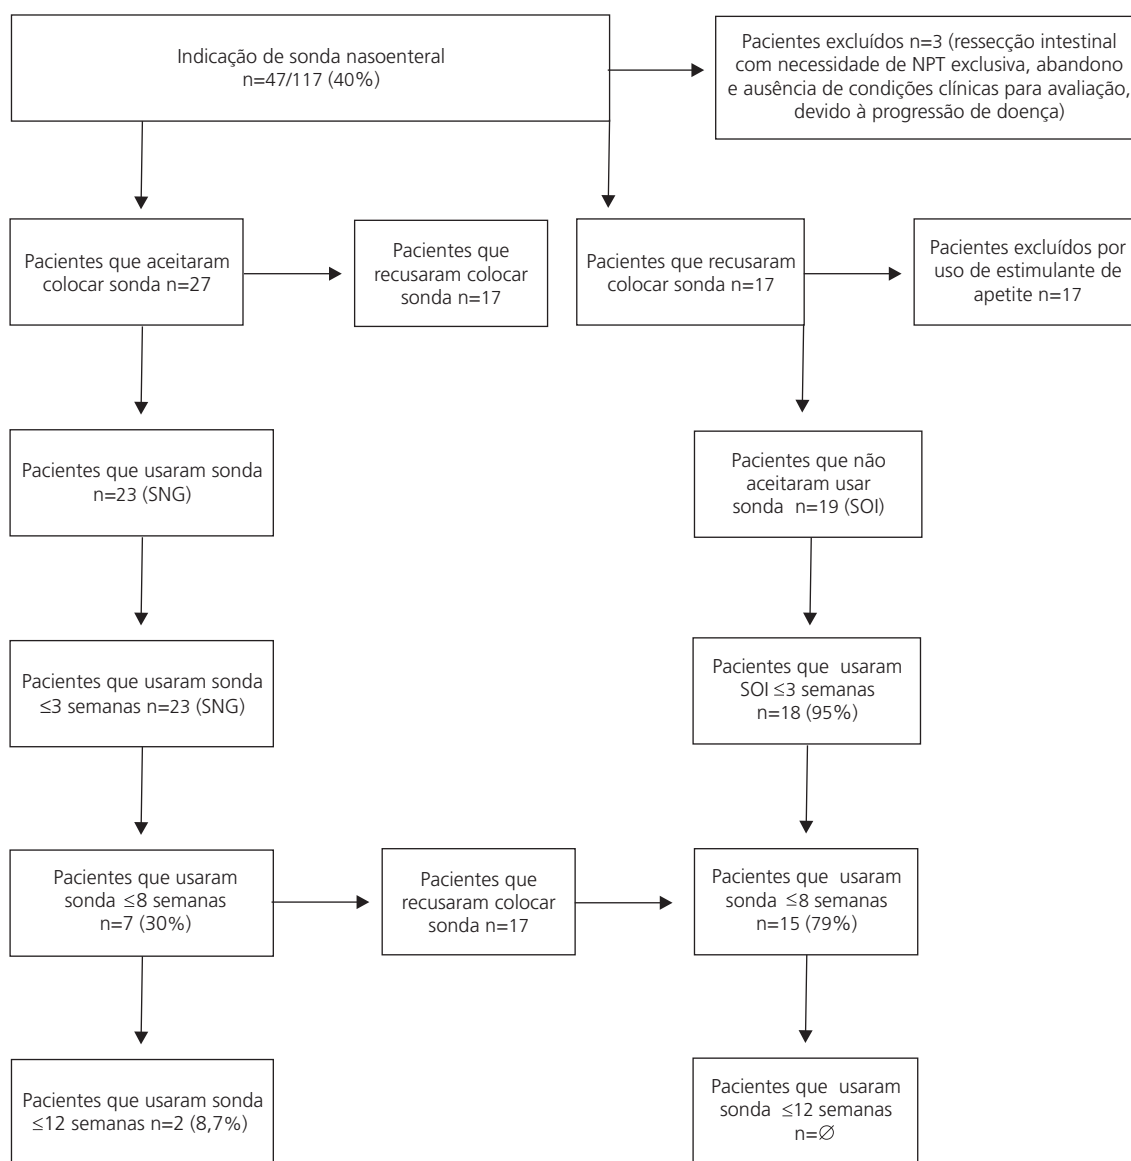 Indicação de sonda nasoenteral
n=47/117 (40%)
Pacientes excluídos n=3 (ressecção intestinal
com necessidade de NPT exclusiva, abandono
e ausência de condições clínicas para avaliação,
devido à progressão de doença)
Pacientes que aceitaram
colocar sonda n=27
Pacientes que
recusaram colocar
sonda n=17
Pacientes que recusaram
colocar sonda n=17
Pacientes excluídos por
uso de estimulante de
apetite n=17
Pacientes que usaram sonda
n=23 (SNG)
Pacientes que não
aceitaram usar
sonda n=19 (SOI)
Pacientes que usaram sonda
≤3 semanas n=23 (SNG)
Pacientes que usaram
SOI ≤3 semanas
n=18 (95%)
Pacientes que usaram
sonda ≤8 semanas
n=7 (30%)
Pacientes que
recusaram colocar
sonda n=17
Pacientes que usaram
sonda ≤8 semanas
n=15 (79%)
Pacientes que usaram sonda
≤12 semanas n=2 (8,7%)
Pacientes que usaram
sonda ≤12 semanas
n=∅